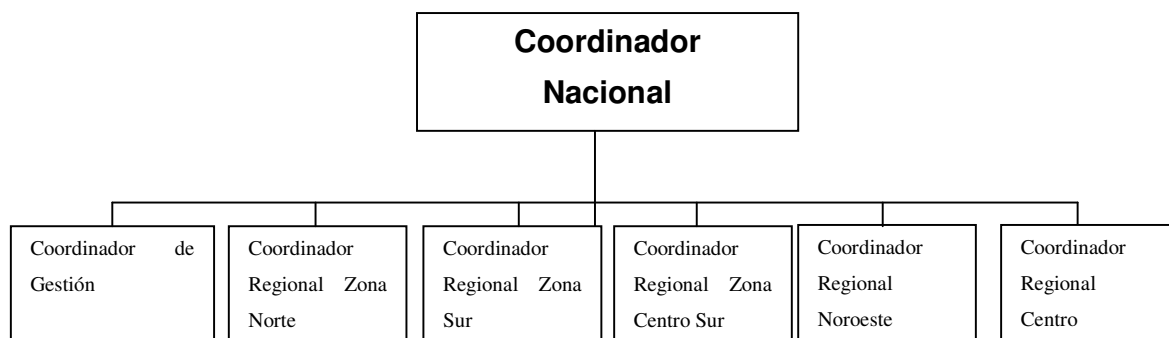 Coordinador
Nacional
Coordinador de
Gestión
Coordinador
Regional Zona
Norte
Coordinador
Regional Zona
Sur
Coordinador
Regional Zona
Centro Sur
Coordinador
Regional
Noroeste
Coordinador
Regional
Centro